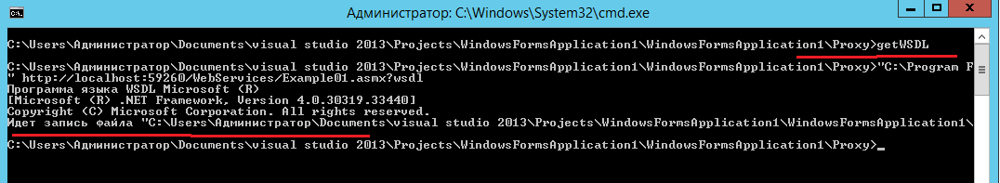 Администратор: C:\Windows\System32\cmd.exe
C:\Users\Администратор\Documents\visual studio 2013\Projects\WindowsFormsApplication1\WindowsFormsApplication1\Proxy>getWSDL
C:\Users\Администратор\Documents\visual studio 2013\Projects\WindowsFormsApplication1\WindowsFormsApplication1\Proxy>"C:\Program F
" http://localhost:59260/WebServices/Example01.asmx?wsdl
Программа языка WSDL Microsoft (R)
[Microsoft (R) .NET Framework, Version 4.0.30319.33440]
Copyright (C) Microsoft Corporation. All rights reserved.
Идет запись файла "C:\Users\Администратор\Documents\visual studio 2013\Projects\WindowsFormsApplication1\WindowsFormsApplication1\
C:\Users\Администратор\Documents\visual studio 2013\Projects\WindowsFormsApplication1\WindowsFormsApplication1\Proxy>_